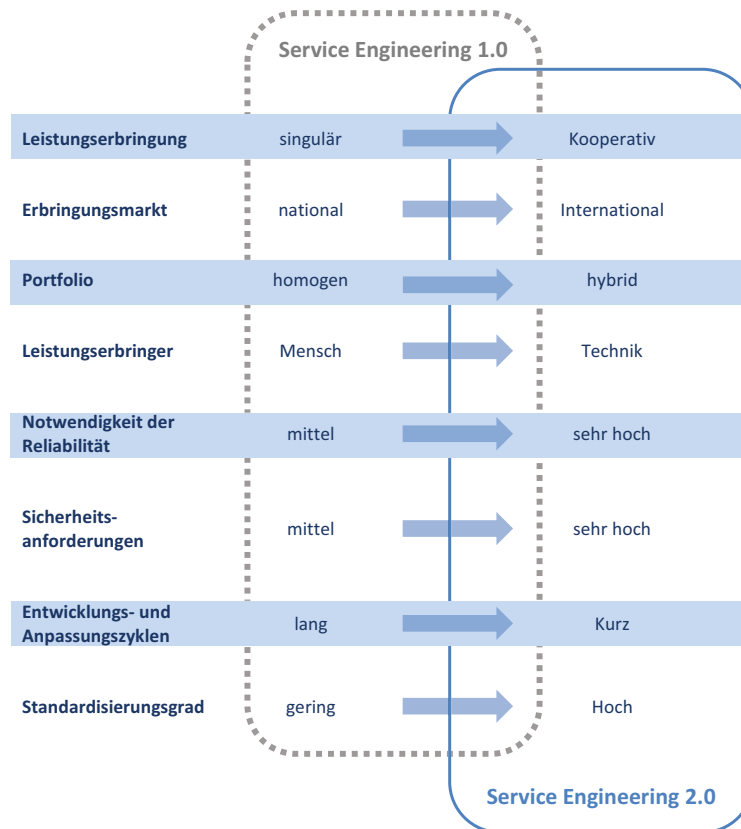 Service Engineering 1.0
Leistungserbringung singulär Kooperativ
Erbringungsmarkt national International
Portfolio homogen hybrid
Leistungserbringer Mensch Technik
Notwendigkeit der
Reliabilität mittel sehr hoch
Sicherheits-
anforderungen mittel sehr hoch
Entwicklungs- und
Anpassungszyklen lang Kurz
Standardisierungsgrad gering Hoch
Service Engineering 2.0